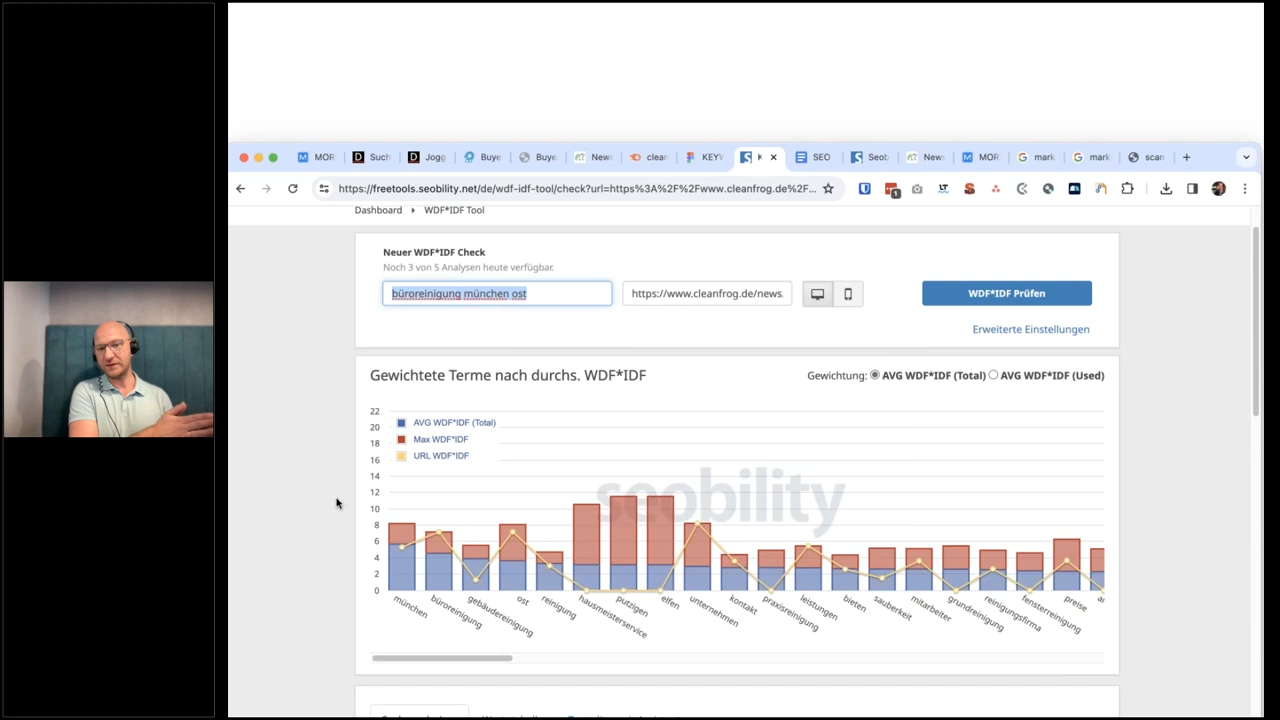 MOR
Such
Jogg
Buye
Buye
News
clean
KEYW
K
SEO
Seob
News
MOR
mark
mark
scan
https://freetools.seobility.net/de/wdf-idf-tool/check?url=https%3A%2F%2Fwww.cleanfrog.de%2F...
1
LT
Dashboard
WDF*IDF Tool
Neuer WDF*IDF Check
Noch 3 von 5 Analysen heute verfügbar.
büroreinigung münchen ost
https://www.cleanfrog.de/news.
WDF*IDF Prüfen
Erweiterte Einstellungen
Gewichtete Terme nach durchs. WDF*IDF
Gewichtung: AVG WDF*IDF (Total) AVG WDF*IDF (Used)
22
20
18
16
14
12
10
8
6
4
2
0
AVG WDF*IDF (Total)
Max WDF*IDF
URL WDF*IDF
seobility
münchen
büroreinigung
gebäudereinigung
ost
reinigung
hausmeisterservice
putzigen
elfen
unternehmen
kontakt
praxisreinigung
leistungen
bieten
sauberkeit
mitarbeiter
grundreinigung
reinigungsfirma
fensterreinigung
preise